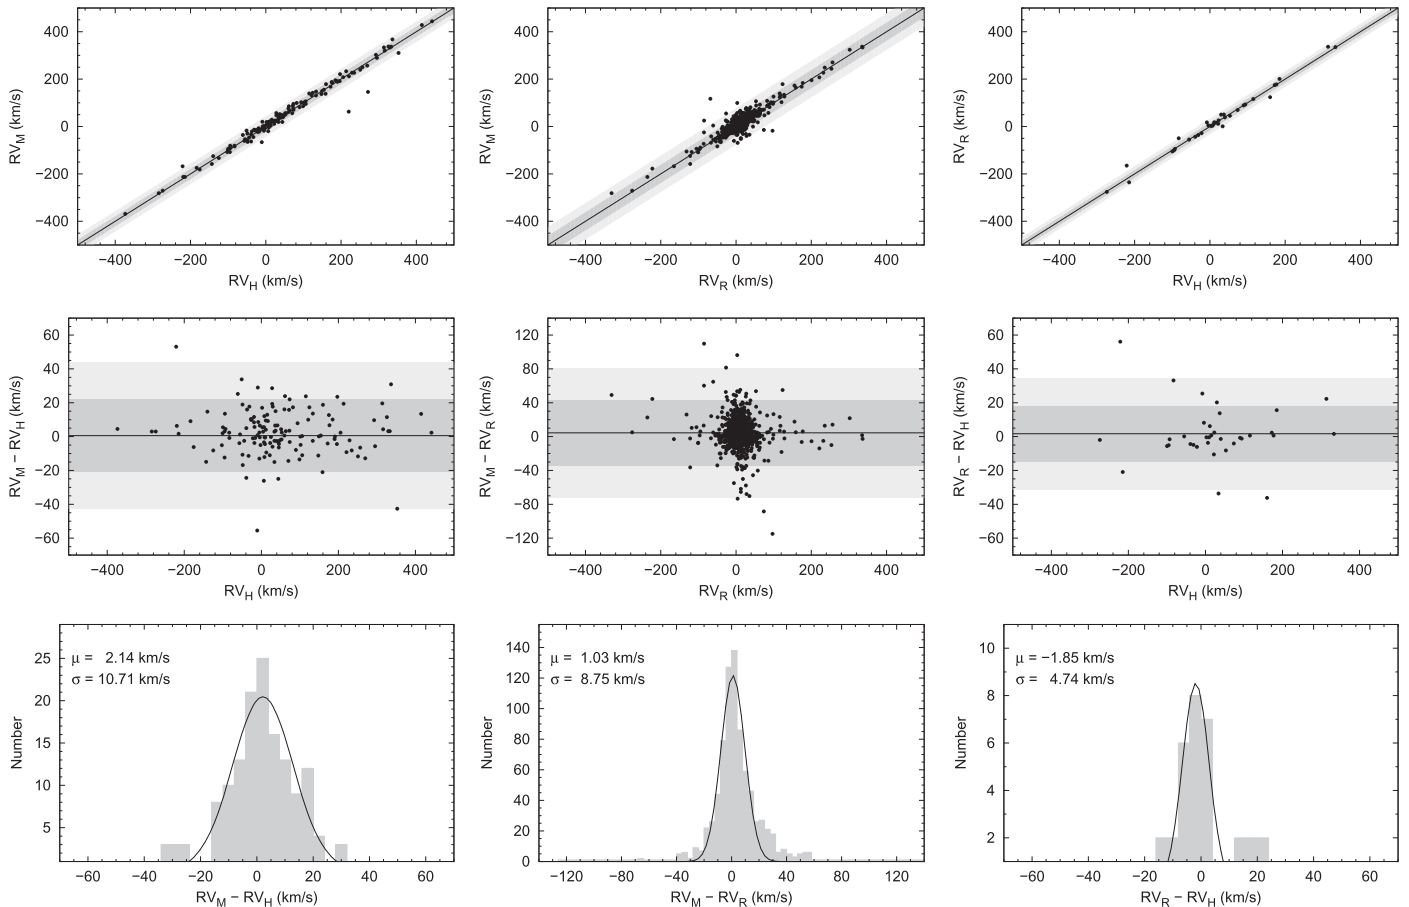 400
200
0
−200
−400
RV_M (km/s)
−400 −200 0 200 400
RV_H (km/s)
400
200
0
−200
−400
RV_M (km/s)
−400 −200 0 200 400
RV_R (km/s)
400
200
0
−200
−400
RV_R (km/s)
−400 −200 0 200 400
RV_H (km/s)
60
40
20
0
−20
−40
−60
RV_M − RV_H (km/s)
−400 −200 0 200 400
RV_H (km/s)
120
80
40
0
−40
−80
−120
RV_M − RV_R (km/s)
−400 −200 0 200 400
RV_R (km/s)
60
40
20
0
−20
−40
−60
RV_R − RV_H (km/s)
−400 −200 0 200 400
RV_H (km/s)
μ = 2.14 km/s
σ = 10.71 km/s
25
20
15
10
5
Number
−60 −40 −20 0 20 40 60
RV_M − RV_H (km/s)
μ = 1.03 km/s
σ = 8.75 km/s
140
120
100
80
60
40
20
0
Number
−120 −80 −40 0 40 80 120
RV_M − RV_R (km/s)
μ = −1.85 km/s
σ = 4.74 km/s
10
8
6
4
2
Number
−60 −40 −20 0 20 40 60
RV_R − RV_H (km/s)